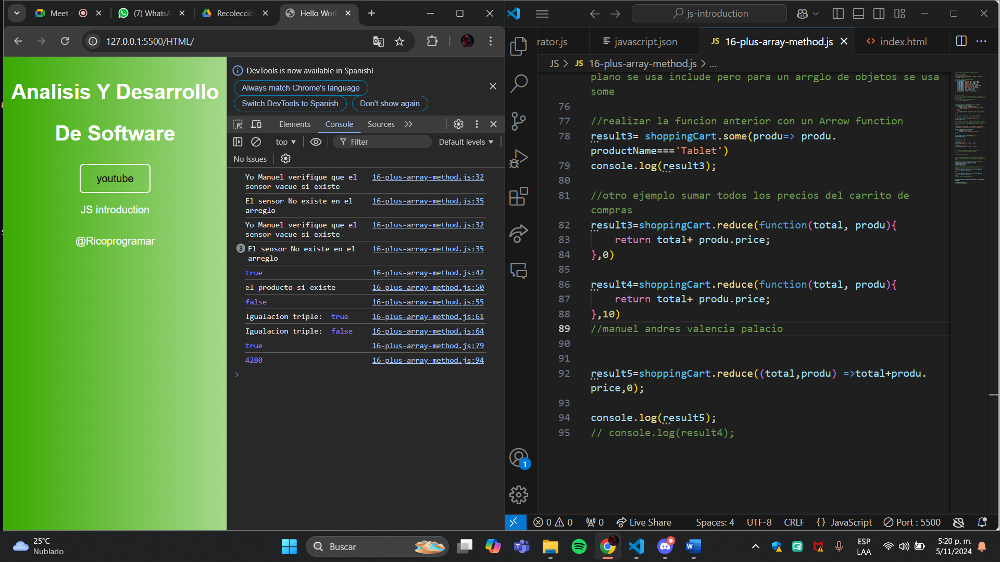 Meet -
(7) WhatsA
Recolecció
Hello Worl
127.0.0.1:5500/HTML/
Analisis Y Desarrollo
De Software
youtube
JS introduction
@Ricoprogramar
DevTools is now available in Spanish!
Always match Chrome's language
Switch DevTools to Spanish
Don't show again
Elements
Console
Sources
top
Filter
Default levels
No Issues
Yo Manuel verifique que el sensor vacue si existe 16-plus-array-method.js:32
El sensor No existe en el arreglo 16-plus-array-method.js:35
Yo Manuel verifique que el sensor vacue si existe 16-plus-array-method.js:32
3 El sensor No existe en el arreglo 16-plus-array-method.js:35
true 16-plus-array-method.js:42
el producto si existe 16-plus-array-method.js:50
false 16-plus-array-method.js:55
Igualacion triple: true 16-plus-array-method.js:61
Igualacion triple: false 16-plus-array-method.js:64
true 16-plus-array-method.js:79
4280 16-plus-array-method.js:94
js-introduction
rator.js
javascript.json
JS 16-plus-array-method.js
index.html
JS > JS 16-plus-array-method.js > ...
plano se usa include pero para un arrglo de objetos se usa
some
76
77 //realizar la funcion anterior con un Arrow function
78 result3= shoppingCart.some(produ=> produ.
productName==='Tablet')
79 console.log(result3);
80
81 //otro ejemplo sumar todos los precios del carrito de
compras
82 result3=shoppingCart.reduce(function(total, produ){
83 return total+ produ.price;
84 },0)
85
86 result4=shoppingCart.reduce(function(total, produ){
87 return total+ produ.price;
88 },10)
89 //manuel andres valencia palacio
90
91
92 result5=shoppingCart.reduce((total,produ) =>total+produ.
price,0);
93
94 console.log(result5);
95 // console.log(result4);
1
0 0 0 Live Share Spaces: 4 UTF-8 CRLF {} JavaScript Port : 5500
25°C
Nublado
Buscar
ESP
LAA
5:20 p. m.
5/11/2024